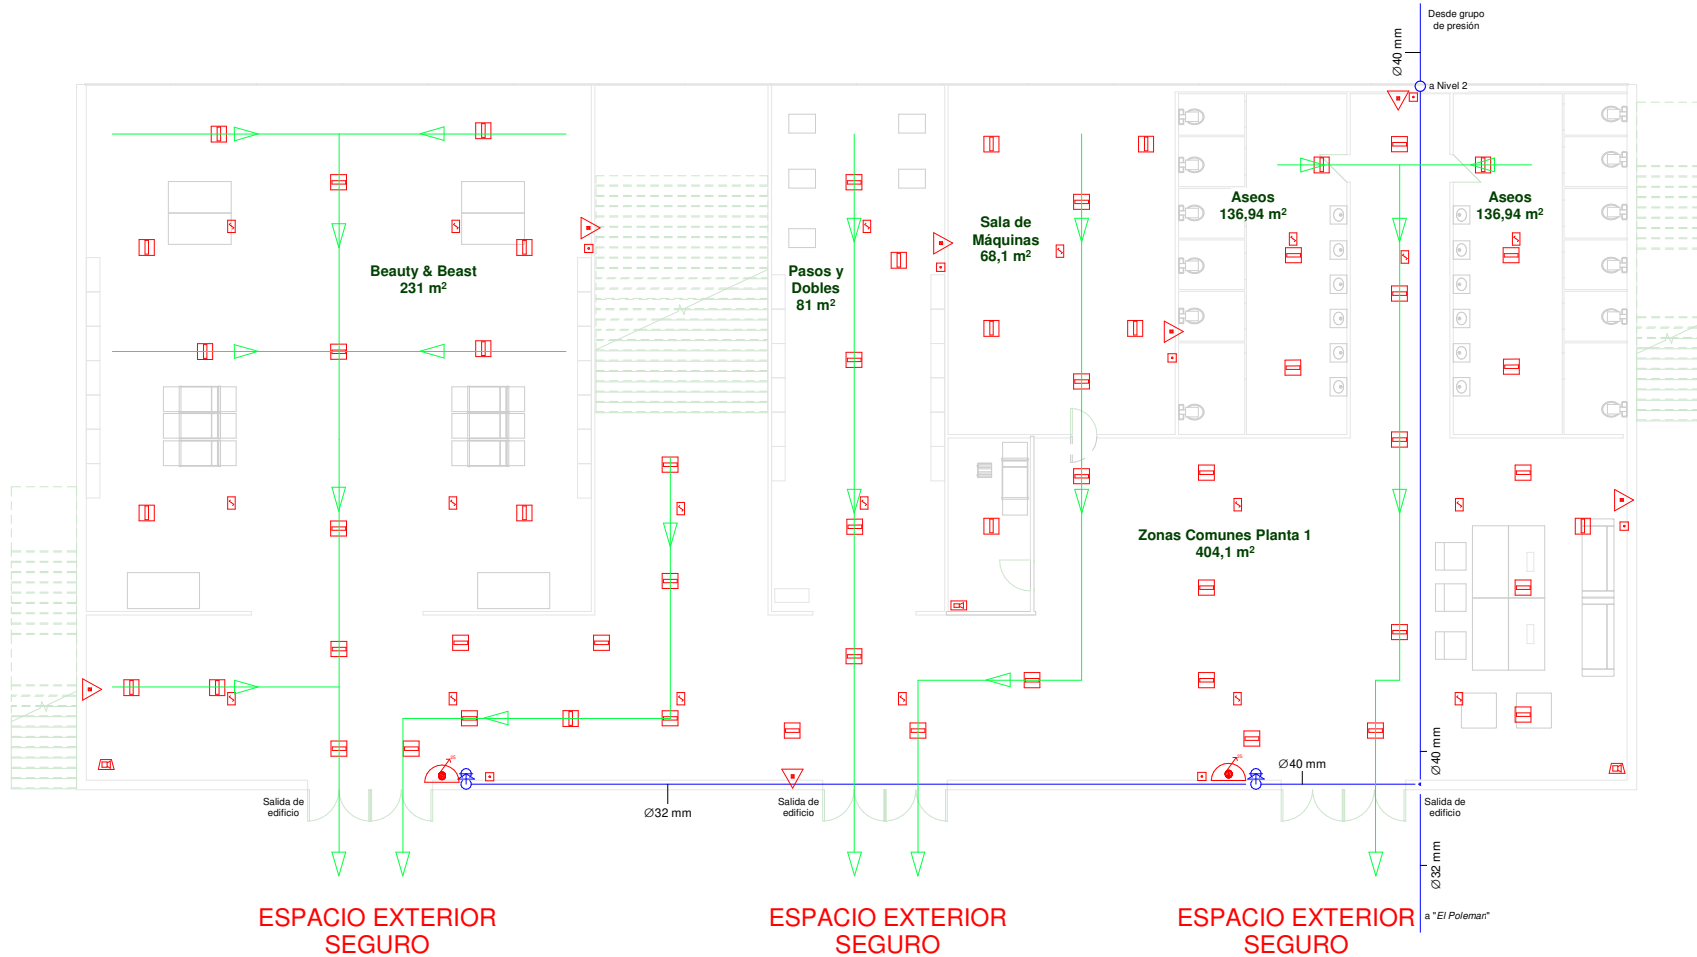 Desde grupo
de presión
Ø40 mm
a Nivel 2
Aseos
136,94 m²
Aseos
136,94 m²
Sala de
Máquinas
68,1 m²
Beauty & Beast
231 m²
Pasos y
Dobles
81 m²
Zonas Comunes Planta 1
404,1 m²
Ø40 mm
Ø40 mm
Ø32 mm
Salida de
edificio
Salida de
edificio
Salida de
edificio
Ø32 mm
ESPACIO EXTERIOR
SEGURO
ESPACIO EXTERIOR
SEGURO
ESPACIO EXTERIOR
SEGURO
a "El Poleman"